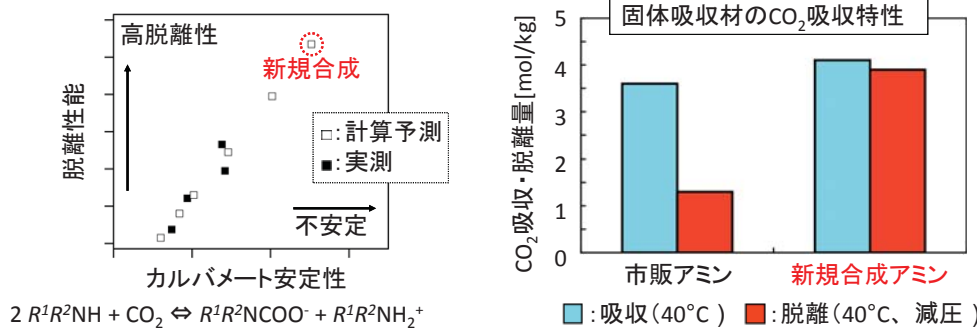 高脱離性
新規合成
脱離性能
□:計算予測
■:実測
不安定
カルバメート安定性
2 R¹R²NH + CO₂ ⇔ R¹R²NCOO⁻ + R¹R²NH₂⁺
固体吸収材のCO₂吸収特性
CO₂吸収・脱離量[mol/kg]
5
4
3
2
1
0
市販アミン
新規合成アミン
■:吸収(40°C) ■:脱離(40°C、減圧)